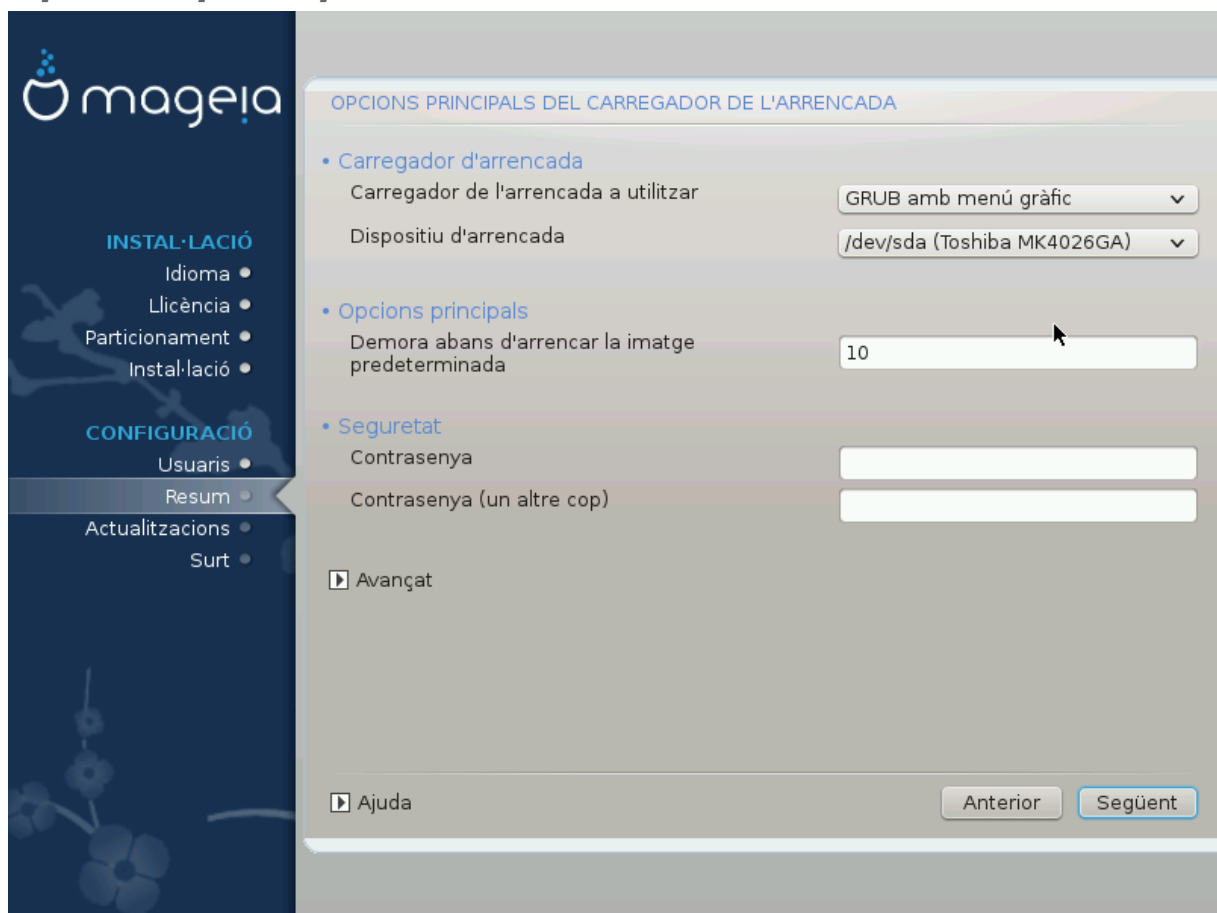 mageia
OPCIONS PRINCIPALS DEL CARREGADOR DE L'ARRENCADA
• Carregador d'arrencada
Carregador de l'arrencada a utilitzar
GRUB amb menú gràfic
Dispositiu d'arrencada
/dev/sda (Toshiba MK4026GA)
• Opcions principals
Demora abans d'arrencar la imatge
predeterminada
10
• Seguretat
Contrasenya
Contrasenya (un altre cop)
Avançat
Ajuda
Anterior
Següent
INSTAL·LACIÓ
Idioma
Llicència
Particionament
Instal·lació
CONFIGURACIÓ
Usuaris
Resum
Actualitzacions
Surt